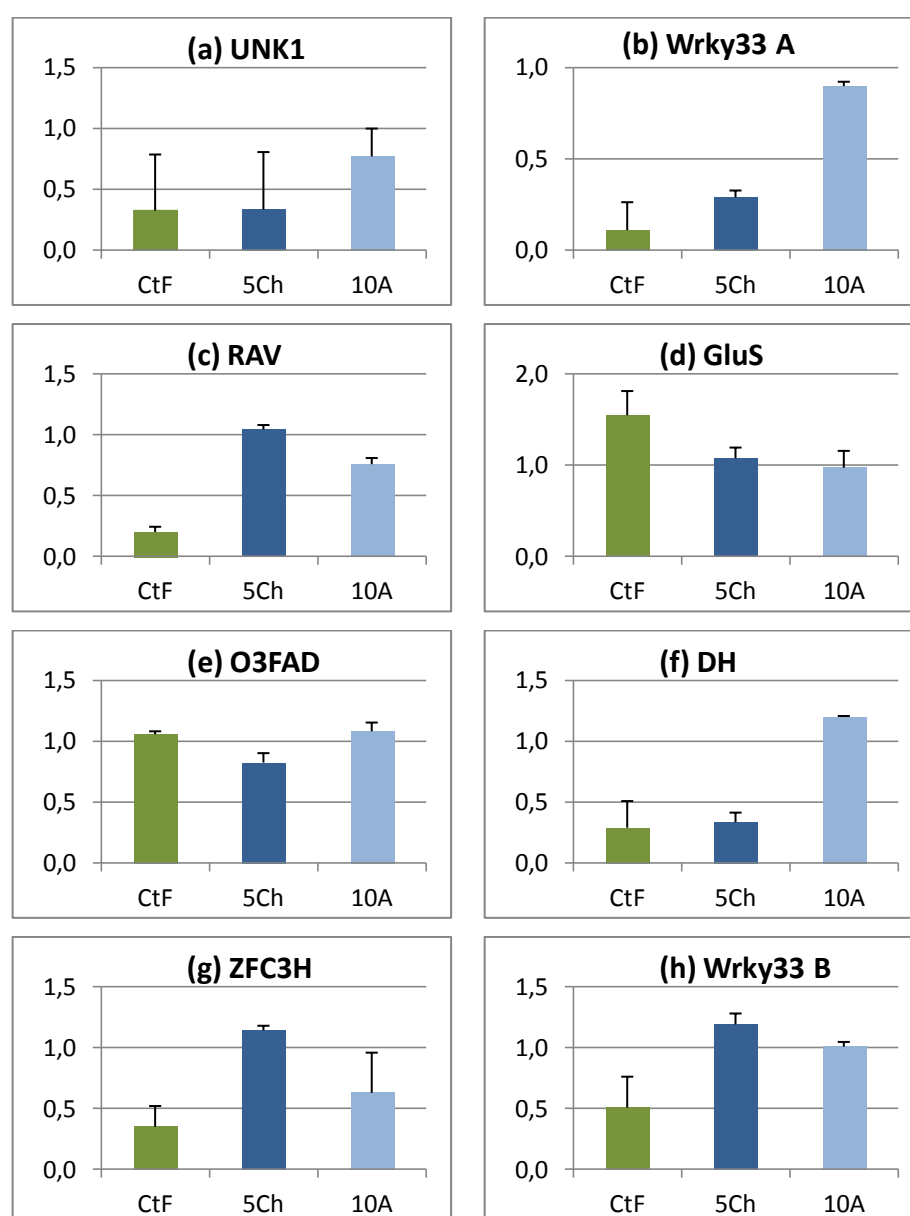 (a) UNK1
1,5
1,0
0,5
0,0
CtF 5Ch 10A
(b) Wrky33 A
1,0
0,5
0,0
CtF 5Ch 10A
(c) RAV
1,5
1,0
0,5
0,0
CtF 5Ch 10A
(d) GluS
2,0
1,0
0,0
CtF 5Ch 10A
(e) O3FAD
1,5
1,0
0,5
0,0
CtF 5Ch 10A
(f) DH
1,5
1,0
0,5
0,0
CtF 5Ch 10A
(g) ZFC3H
1,5
1,0
0,5
0,0
CtF 5Ch 10A
(h) Wrky33 B
1,5
1,0
0,5
0,0
CtF 5Ch 10A